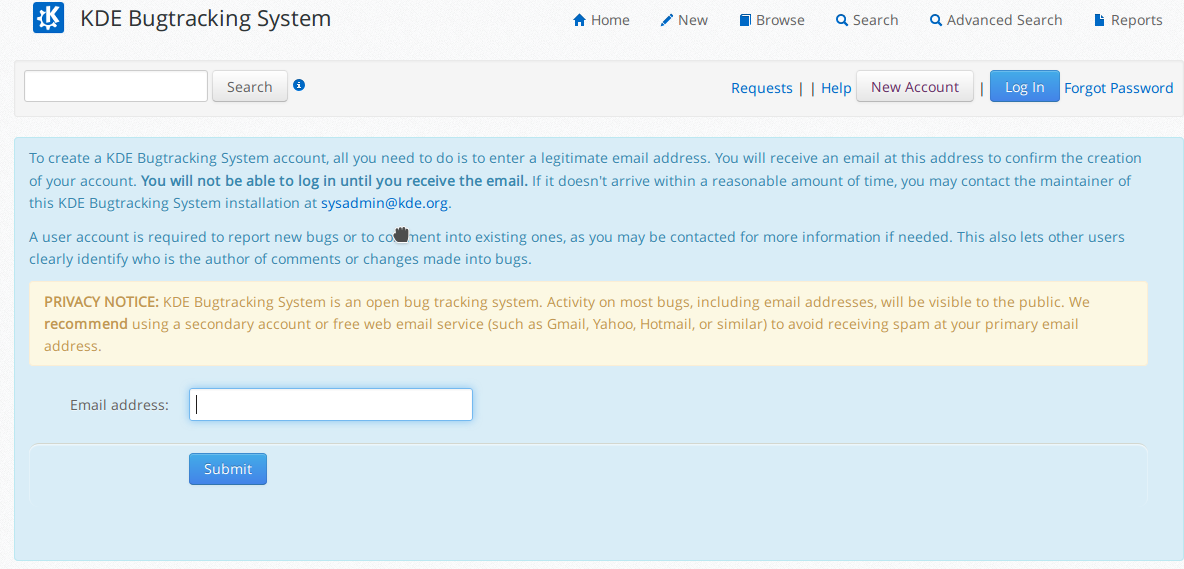 KDE Bugtracking System
Home New Browse Search Advanced Search Reports
Search
Requests | | Help New Account | Log In Forgot Password
To create a KDE Bugtracking System account, all you need to do is to enter a legitimate email address. You will receive an email at this address to confirm the creation
of your account. You will not be able to log in until you receive the email. If it doesn't arrive within a reasonable amount of time, you may contact the maintainer of
this KDE Bugtracking System installation at sysadmin@kde.org.
A user account is required to report new bugs or to comment into existing ones, as you may be contacted for more information if needed. This also lets other users
clearly identify who is the author of comments or changes made into bugs.
PRIVACY NOTICE: KDE Bugtracking System is an open bug tracking system. Activity on most bugs, including email addresses, will be visible to the public. We
recommend using a secondary account or free web email service (such as Gmail, Yahoo, Hotmail, or similar) to avoid receiving spam at your primary email
address.
Email address:
Submit